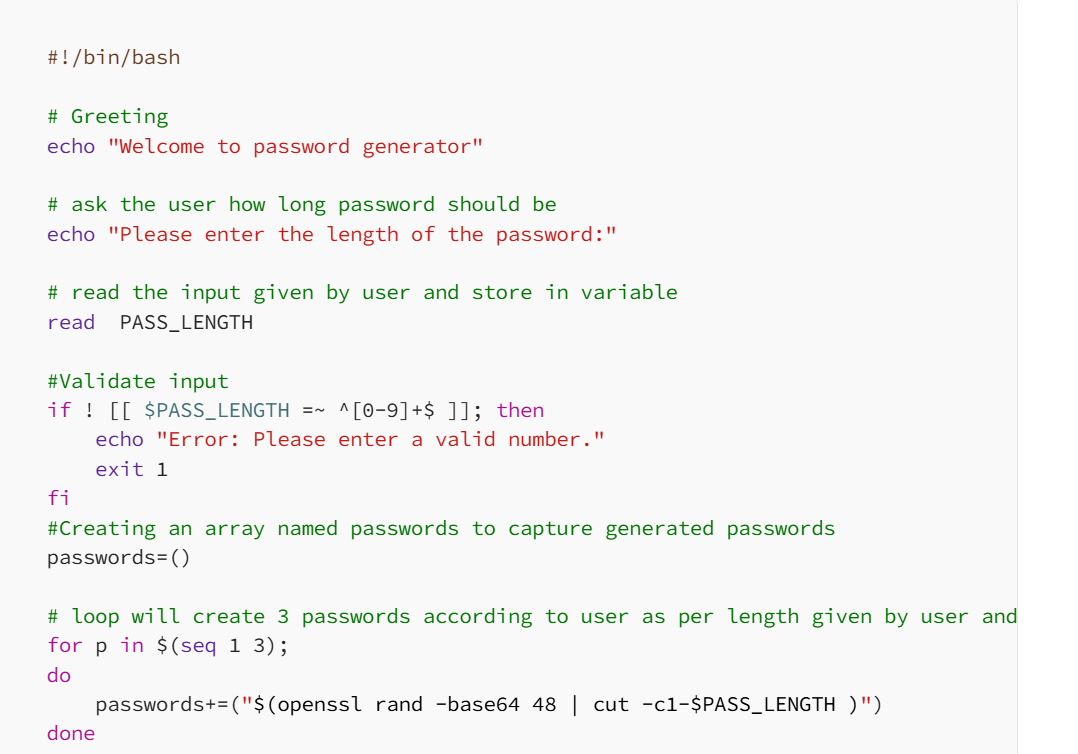 #!/bin/bash
# Greeting
echo "Welcome to password generator"
# ask the user how long password should be
echo "Please enter the length of the password:"
# read the input given by user and store in variable
read  PASS_LENGTH
#Validate input
if ! [[ $PASS_LENGTH =~ ^[0-9]+$ ]]; then
    echo "Error: Please enter a valid number."
    exit 1
fi
#Creating an array named passwords to capture generated passwords
passwords=()
# loop will create 3 passwords according to user as per length given by user and
for p in $(seq 1 3);
do
    passwords+=("$(openssl rand -base64 48 | cut -c1-$PASS_LENGTH )")
done